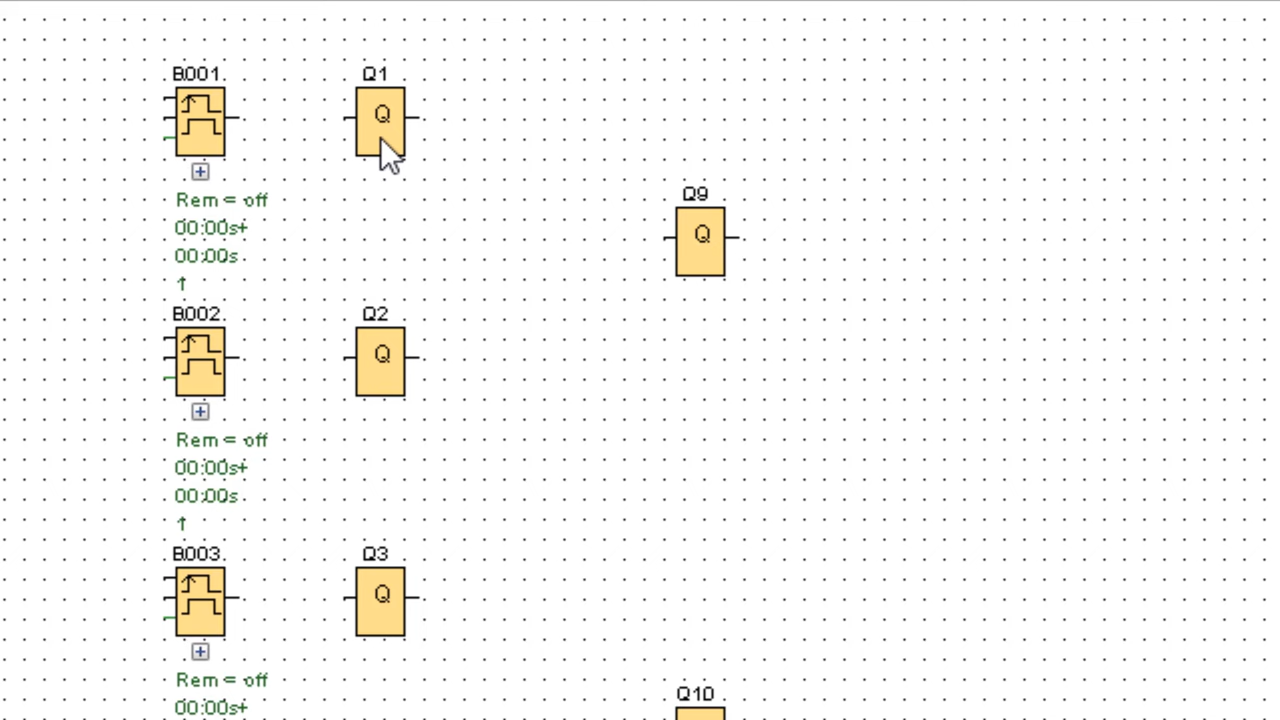 B001
Q1
Q
Rem = off
00:00s+
00:00s
↑
Q9
Q
B002
Q2
Q
Rem = off
00:00s+
00:00s
↑
B003
Q3
Q
Rem = off
00:00s+
Q10